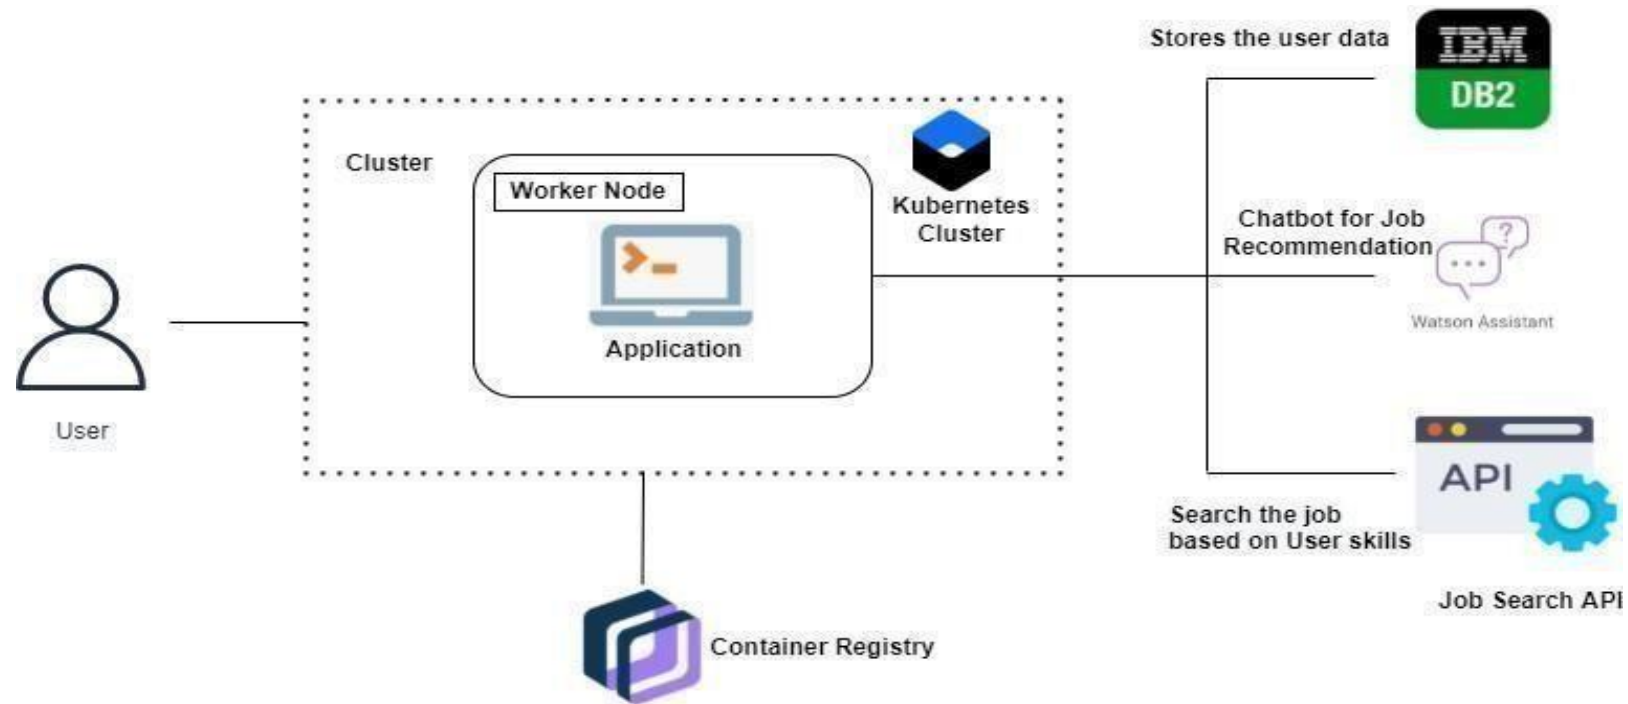 Stores the user data
IBM
DB2
Cluster
Worker Node
Kubernetes
Cluster
Application
Chatbot for Job
Recommendation
?
Watson Assistant
User
API
Search the job
based on User skills
Job Search API
Container Registry